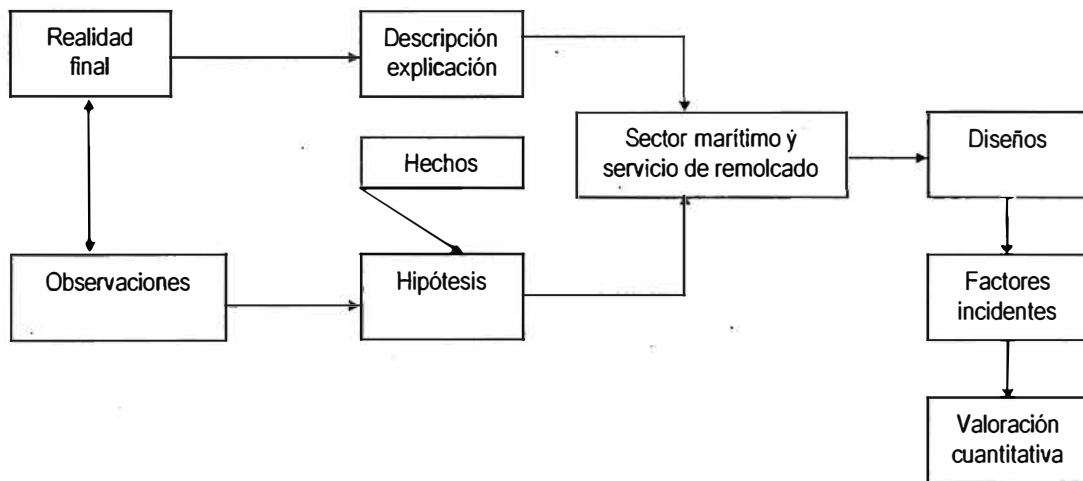 Realidad
final
Descripción
explicación
Hechos
Sector marítimo y
servicio de remolcado
Diseños
Observaciones
Hipótesis
Factores
incidentes
Valoración
cuantitativa